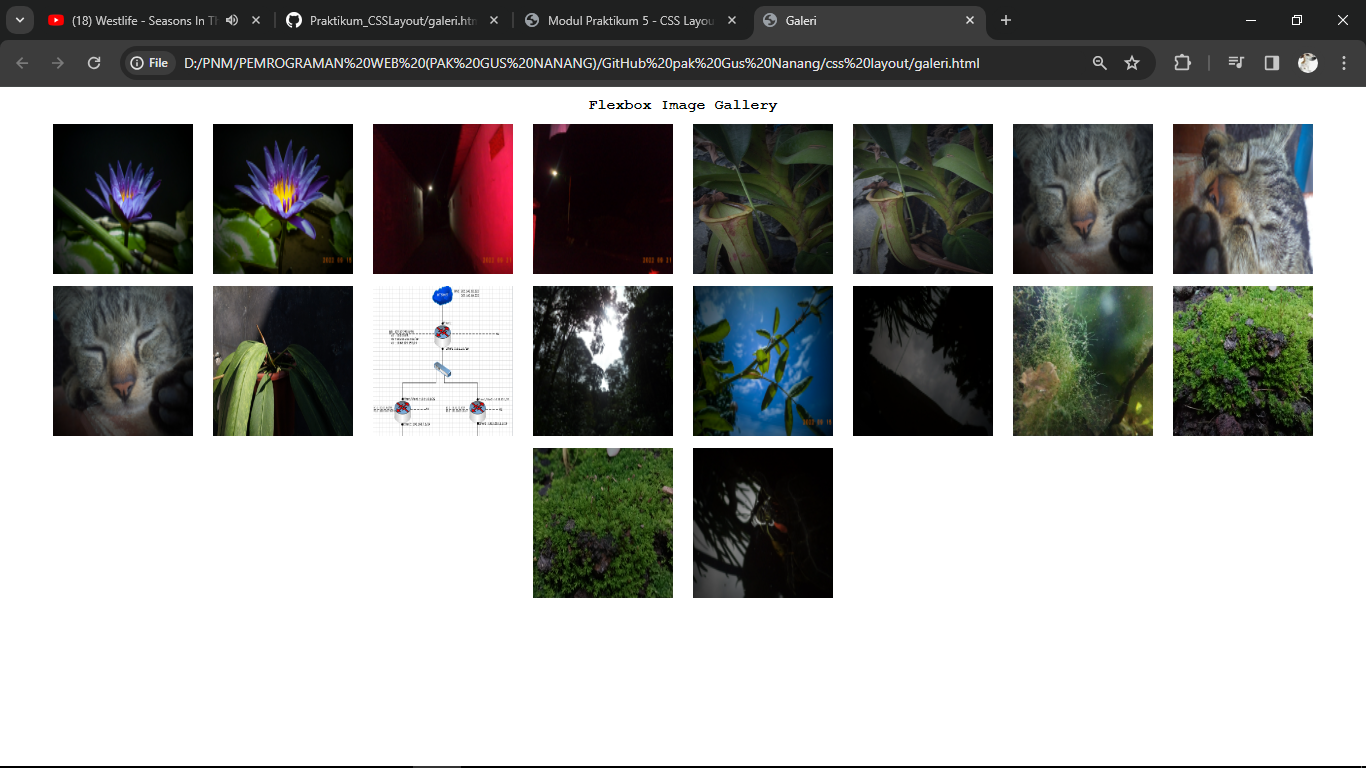 (18) Westlife - Seasons In Th
Praktikum_CSSLayout/galeri.htm
Modul Praktikum 5 - CSS Layou
Galeri
File
D:/PNM/PEMROGRAMAN%20WEB%20(PAK%20GUS%20NANANG)/GitHub%20pak%20Gus%20Nanang/css%20layout/galeri.html
Flexbox Image Gallery